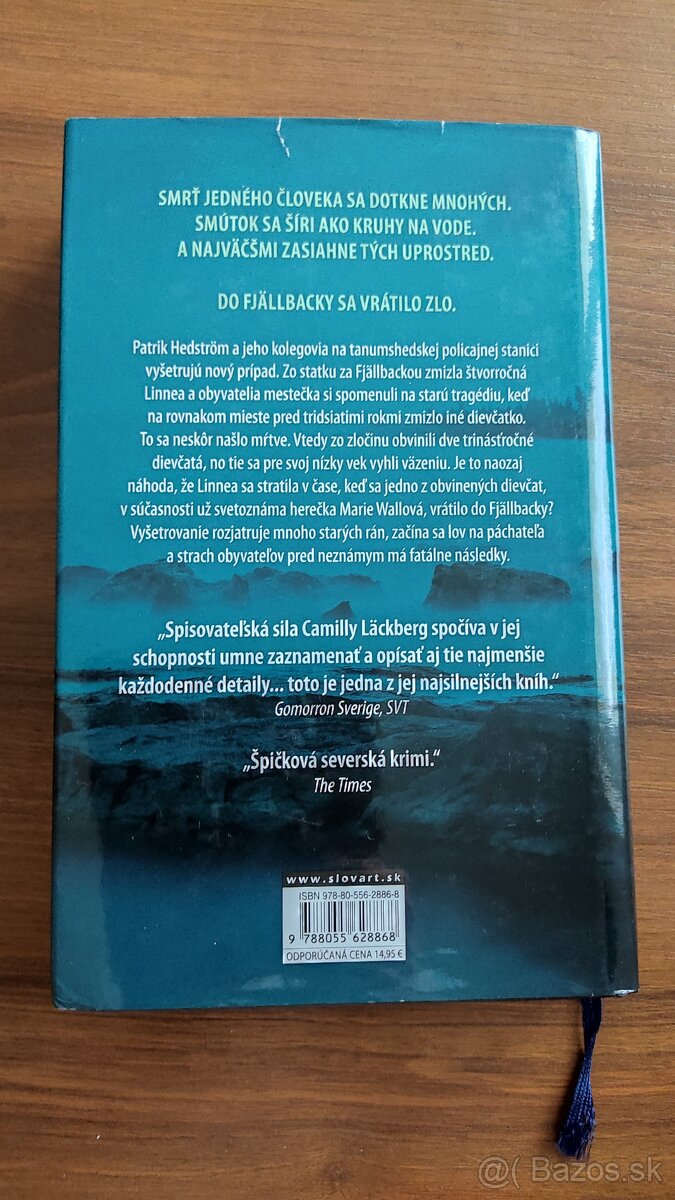 SMRŤ JEDNÉHO ČLOVEKA SA DOTKNE MNOHÝCH.
SMÚTOK SA ŠÍRI AKO KRUHY NA VODE.
A NAJVÄČŠMI ZASIAHNE TÝCH UPROSTRED.
DO FJÄLLBACKY SA VRÁTILO ZLO.
Patrik Hedström a jeho kolegovia na tanumshedskej policajnej stanici
vyšetrujú nový prípad. Zo statku za Fjällbackou zmizla štvorročná
Linnea a obyvatelia mestečka si spomenuli na starú tragédiu, keď
na rovnakom mieste pred tridsiatimi rokmi zmizlo iné dievčatko.
To sa neskôr našlo mŕtve. Vtedy zo zločinu obvinili dve trinásťročné
dievčatá, no tie sa pre svoj nízky vek vyhli väzeniu. Je to naozaj
náhoda, že Linnea sa stratila v čase, keď sa jedno z obvinených dievčat,
v súčasnosti už svetoznáma herečka Marie Wallová, vrátilo do Fjällbacky?
Vyšetrovanie rozjatruje mnoho starých rán, začína sa lov na páchateľa
a strach obyvateľov pred neznámym má fatálne následky.
„Spisovateľská sila Camilly Läckberg spočíva v jej
schopnosti umne zaznamenať a opísať aj tie najmenšie
každodenné detaily... toto je jedna z jej najsilnejších kníh.“
Gomorron Sverige, SVT
„Špičková severská krimi.“
The Times
www.slovart.sk
ISBN 978-80-556-2886-8
9 788055 628868
ODPORÚČANÁ CENA 14,95 €
@( Bazos.sk